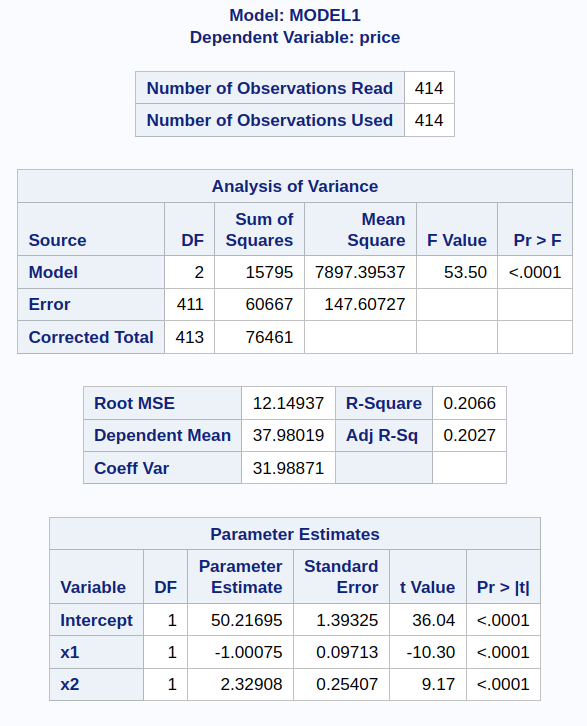 Model: MODEL1
Dependent Variable: price
Number of Observations Read 414
Number of Observations Used 414
Analysis of Variance
Sum of Mean
Source DF Squares Square F Value Pr > F
Model 2 15795 7897.39537 53.50 <.0001
Error 411 60667 147.60727
Corrected Total 413 76461
Root MSE 12.14937 R-Square 0.2066
Dependent Mean 37.98019 Adj R-Sq 0.2027
Coeff Var 31.98871
Parameter Estimates
Parameter Standard
Variable DF Estimate Error t Value Pr > |t|
Intercept 1 50.21695 1.39325 36.04 <.0001
x1 1 -1.00075 0.09713 -10.30 <.0001
x2 1 2.32908 0.25407 9.17 <.0001